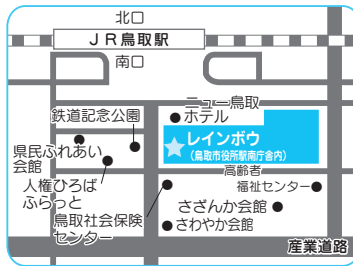 北口
JR鳥取駅
南口
ニュー鳥取
ホテル
鉄道記念公園
レインボウ
(鳥取市役所駅南庁舎内)
県民ふれあい
会館
高齢者
福祉センター
人権ひろば
ふらっと
さざんか会館
鳥取社会保険
センター
さわやか会館
産業道路